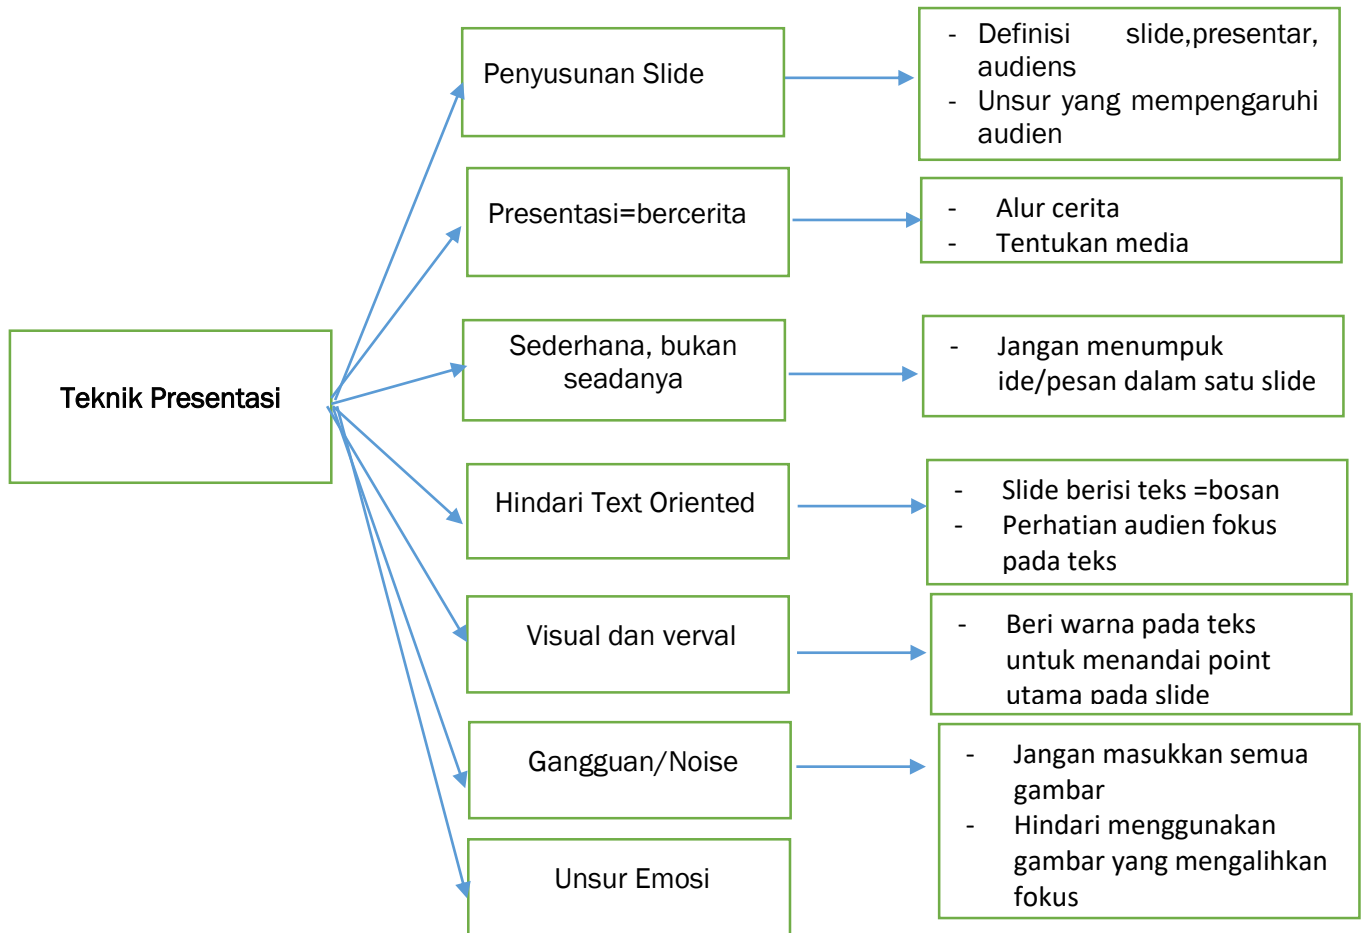 Teknik Presentasi
Penyusunan Slide
- Definisi slide,presentar,
audiens
- Unsur yang mempengaruhi
audien
Presentasi=bercerita
- Alur cerita
- Tentukan media
Sederhana, bukan
seadanya
- Jangan menumpuk
ide/pesan dalam satu slide
Hindari Text Oriented
- Slide berisi teks =bosan
- Perhatian audien fokus
pada teks
Visual dan verval
- Beri warna pada teks
untuk menandai point
utama pada slide
Gangguan/Noise
- Jangan masukkan semua
gambar
- Hindari menggunakan
gambar yang mengalihkan
fokus
Unsur Emosi